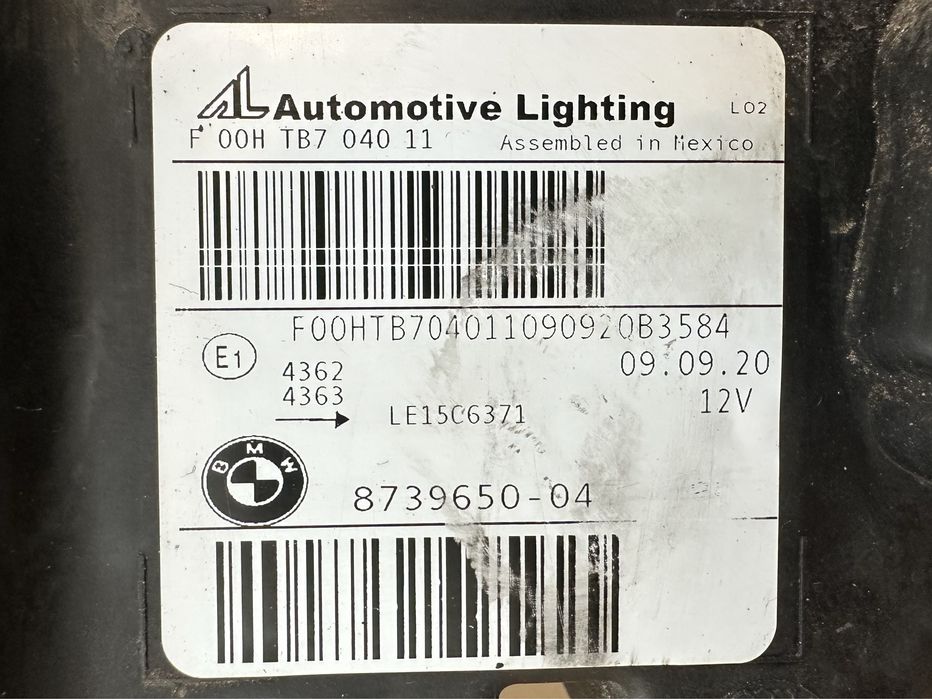 AL Automotive Lighting L02
F 00H TB7 040 11 Assembled in Mexico
F00HTB704011090920B3584
E1 09.09.20
4362
4363 12V
LE15C6371
BMW
8739650-04